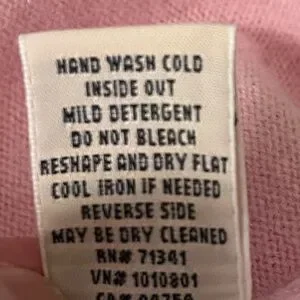 HAND WASH COLD
INSIDE OUT
MILD DETERGENT
DO NOT BLEACH
RESHAPE AND DRY FLAT
COOL IRON IF NEEDED
REVERSE SIDE
MAY BE DRY CLEANED
RN# 71341
VN# 1010801